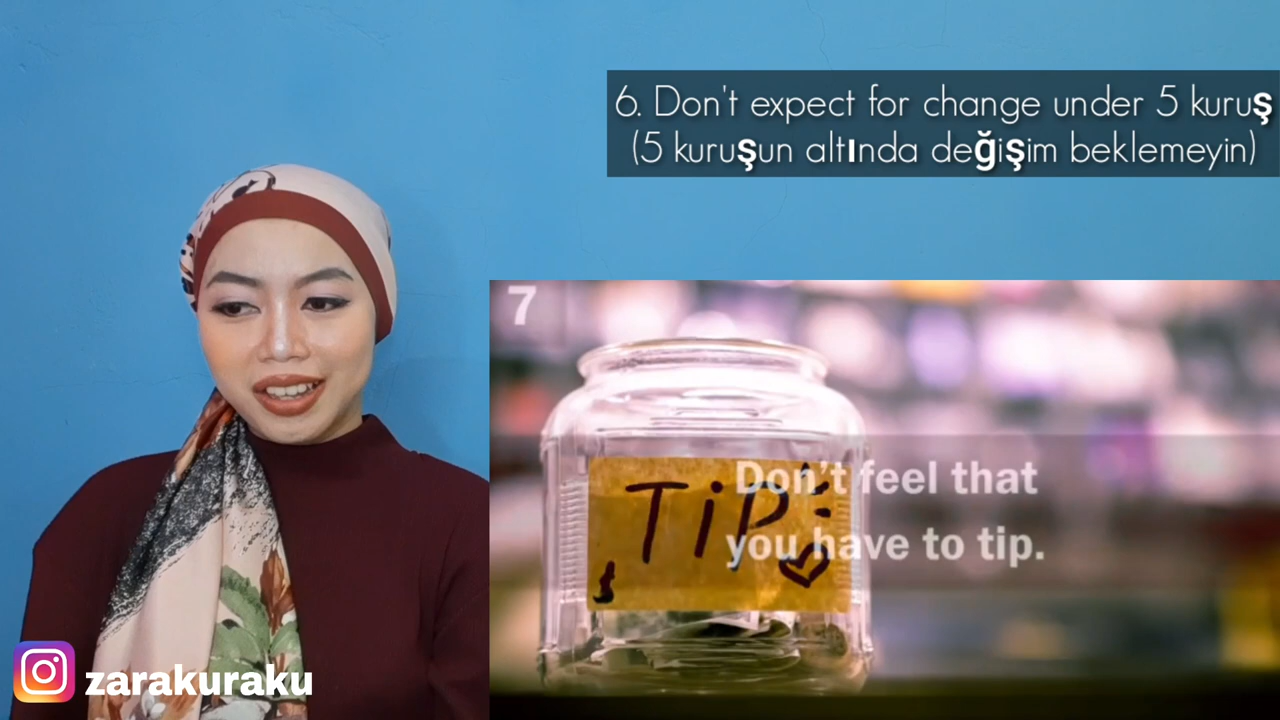 6. Don't expect for change under 5 kuruş
(5 kuruşun altında değişim beklemeyin)
7
Don't feel that
you have to tip.
TiP
$
zarakuraku